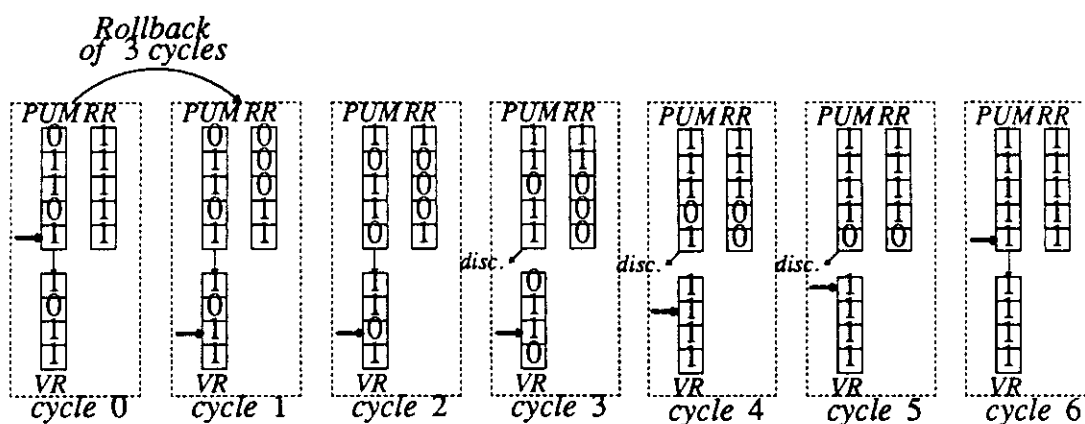 Rollback
of 3 cycles
PUM RR PUM RR PUM RR PUM RR PUM RR PUM RR PUM RR
0 1 0 0 1 1 1 1 1 1 1 1 1 1
1 1 1 0 0 0 1 1 1 1 1 1 1 1
1 1 1 0 1 0 0 0 1 1 1 1 1 1
0 1 0 1 1 0 1 0 0 0 1 1 1 1
1 1 1 1 0 1 1 0 1 0 0 0 1 1
disc. disc. disc.
1 1 1 0 1 1 1
0 0 1 1 1 1 1
1 1 0 1 1 1 1
1 1 1 0 1 1 1
VR VR VR VR VR VR
cycle 0 cycle 1 cycle 2 cycle 3 cycle 4 cycle 5 cycle 6